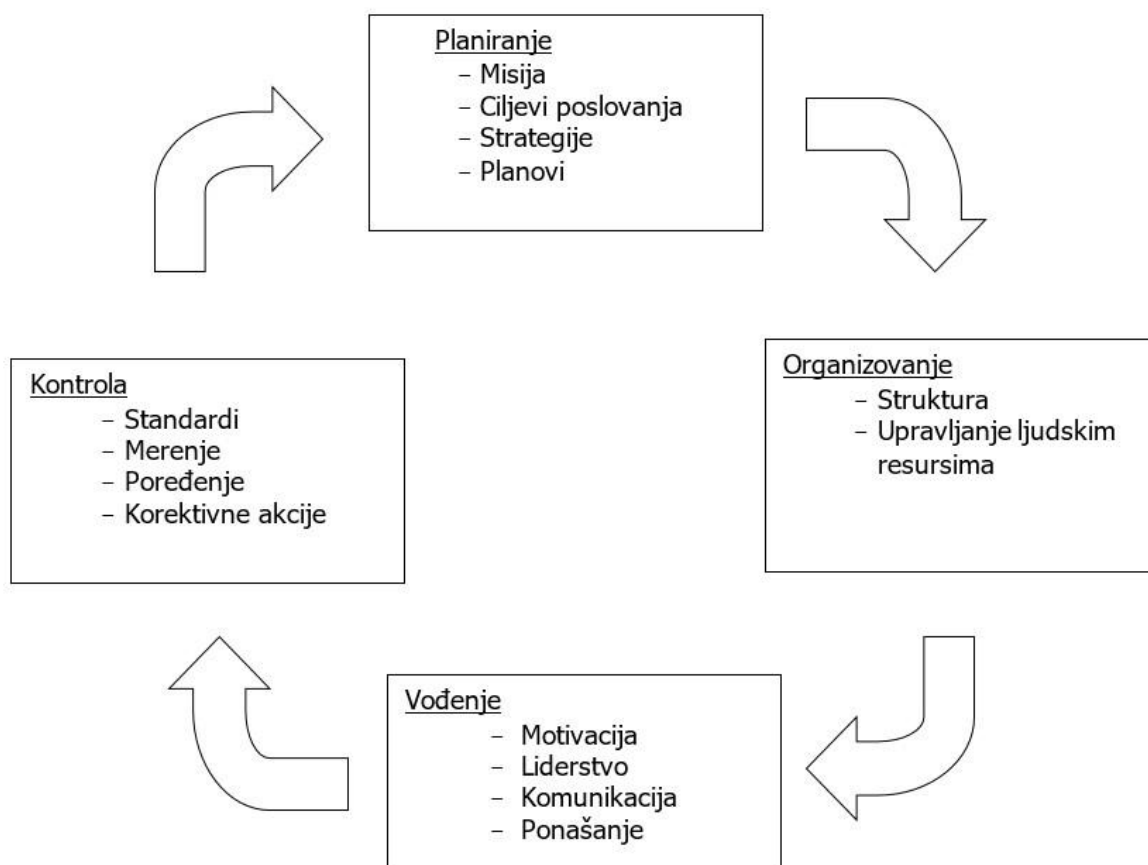 Planiranje
– Misija
– Ciljevi poslovanja
– Strategije
– Planovi
Organizovanje
– Struktura
– Upravljanje ljudskim
resursima
Vođenje
– Motivacija
– Liderstvo
– Komunikacija
– Ponašanje
Kontrola
– Standardi
– Merenje
– Poređenje
– Korektivne akcije